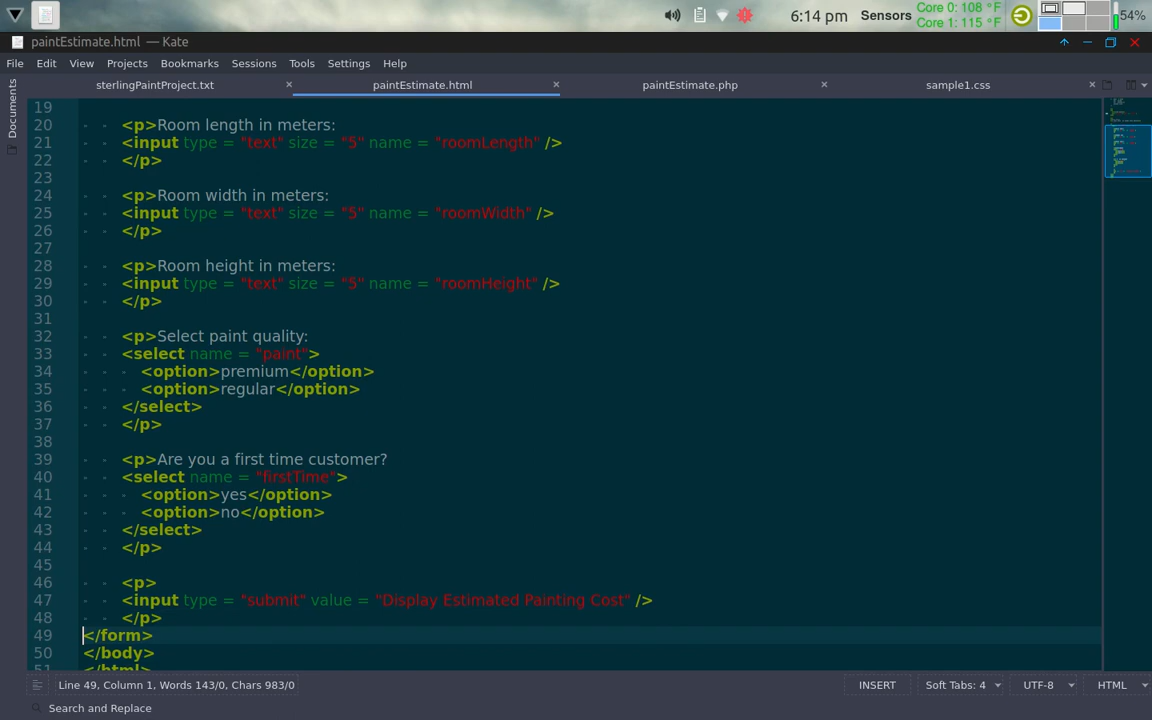 6:14 pm Sensors Core 0: 108 °F 54%
Core 1: 115 °F
paintEstimate.html — Kate
File Edit View Projects Bookmarks Sessions Tools Settings Help
Documents
sterlingPaintProject.txt paintEstimate.html paintEstimate.php sample1.css
19
20 <p>Room length in meters:
21 <input type = "text" size = "5" name = "roomLength" />
22 </p>
23
24 <p>Room width in meters:
25 <input type = "text" size = "5" name = "roomWidth" />
26 </p>
27
28 <p>Room height in meters:
29 <input type = "text" size = "5" name = "roomHeight" />
30 </p>
31
32 <p>Select paint quality:
33 <select name = "paint">
34 <option>premium</option>
35 <option>regular</option>
36 </select>
37 </p>
38
39 <p>Are you a first time customer?
40 <select name = "firstTime">
41 <option>yes</option>
42 <option>no</option>
43 </select>
44 </p>
45
46 <p>
47 <input type = "submit" value = "Display Estimated Painting Cost" />
48 </p>
49 </form>
50 </body>
51 </html>
Line 49, Column 1, Words 143/0, Chars 983/0 INSERT Soft Tabs: 4 UTF-8 HTML
Search and Replace